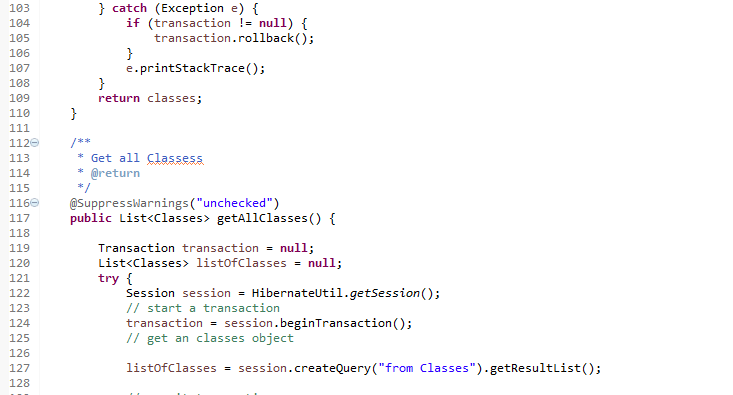 103 } catch (Exception e) {
104 if (transaction != null) {
105 transaction.rollback();
106 }
107 e.printStackTrace();
108 }
109 return classes;
110 }
111
112 /**
113 * Get all Classess
114 * @return
115 */
116 @SuppressWarnings("unchecked")
117 public List<Classes> getAllClasses() {
118
119 Transaction transaction = null;
120 List<Classes> listOfClasses = null;
121 try {
122 Session session = HibernateUtil.getSession();
123 // start a transaction
124 transaction = session.beginTransaction();
125 // get an classes object
126
127 listOfClasses = session.createQuery("from Classes").getResultList();
128